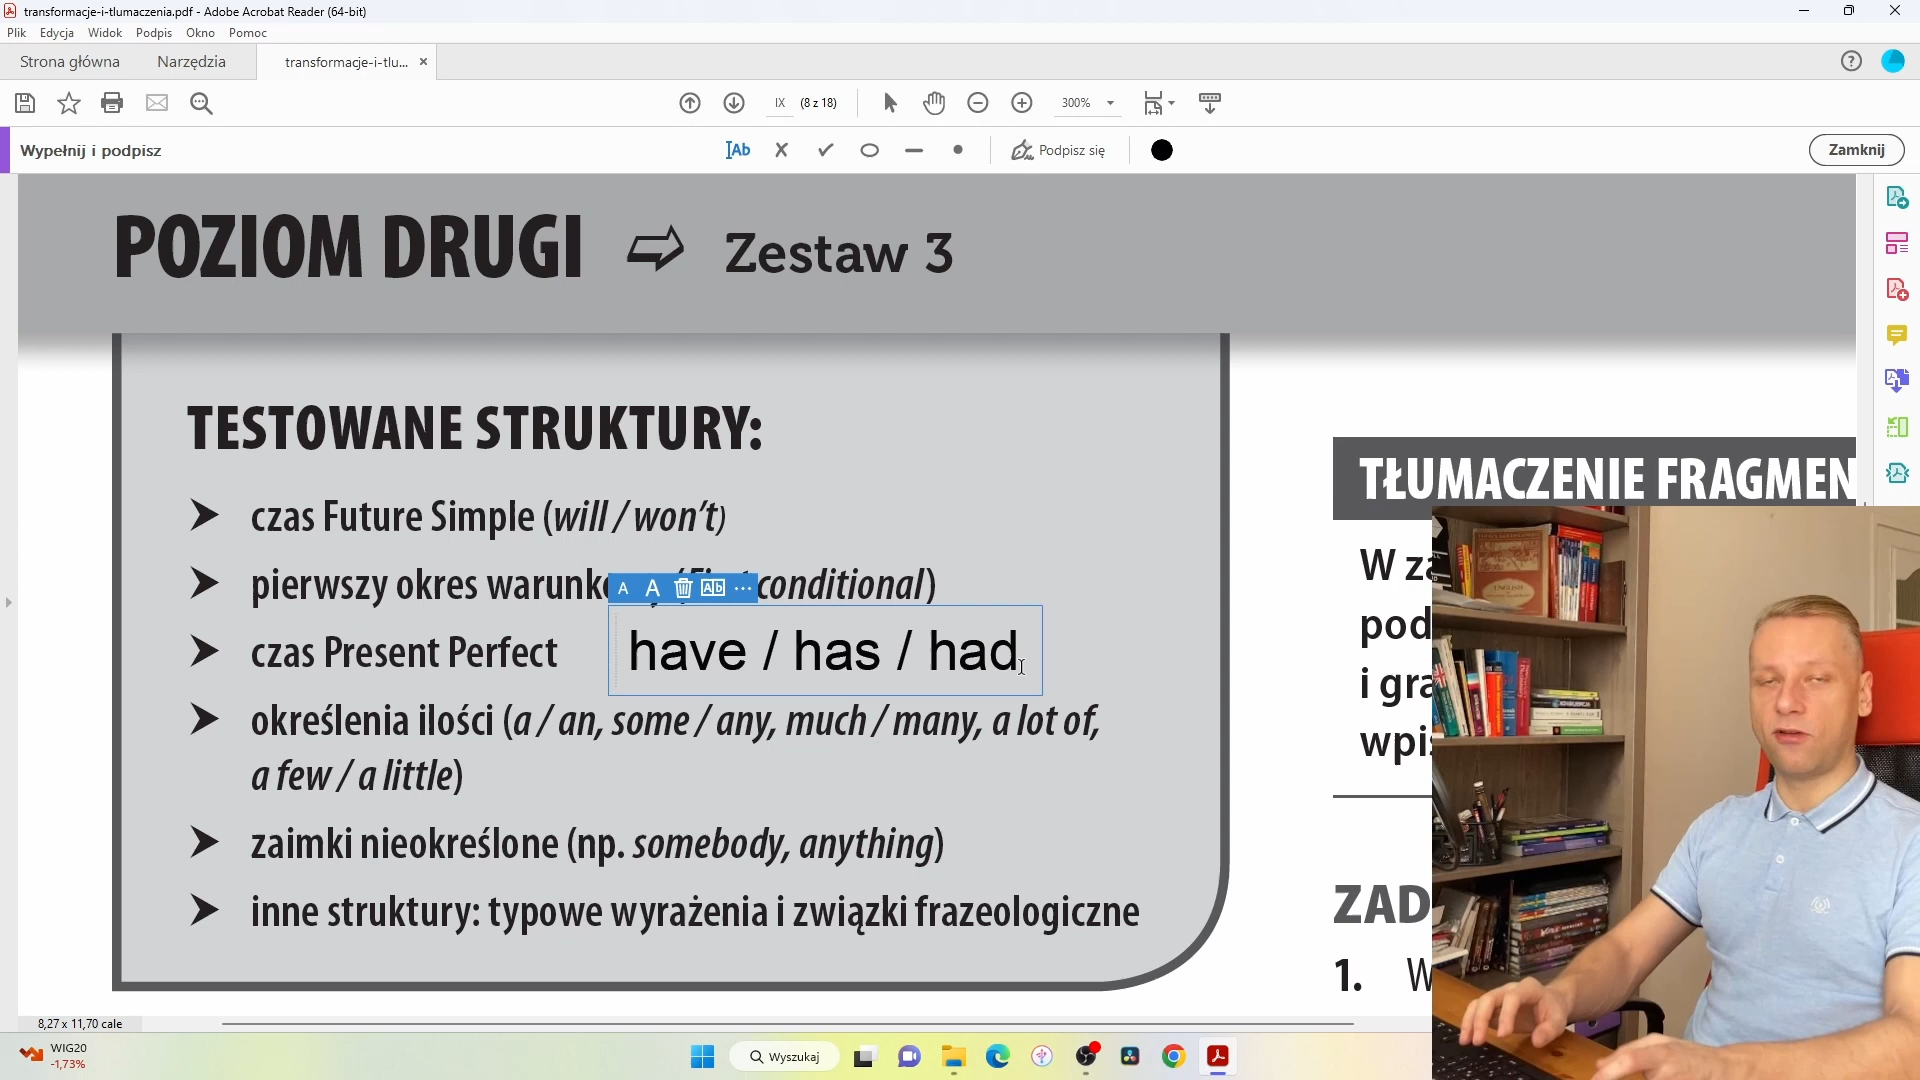 transformacje-i-tlumaczenia.pdf - Adobe Acrobat Reader (64-bit)
Plik Edycja Widok Podpis Okno Pomoc
Strona główna Narzędzia transformacje-i-tlu... ×
IX (8 z 18) 300%
Wypełnij i podpisz
Ab Podpisz się Zamknij
POZIOM DRUGI ⇨ Zestaw 3
TESTOWANE STRUKTURY:
➤ czas Future Simple (will / won't)
➤ pierwszy okres conditional)
A A Ab ...
➤ czas Present Perfect have / has / had
➤ określenia ilości (a / an, some / any, much / many, a lot of,
a few / a little)
➤ zaimki nieokreślone (np. somebody, anything)
➤ inne struktury: typowe wyrażenia i związki frazeologiczne
TŁUMACZENIE FRAGMEN
W za
pod
i gra
wpis
ZAD
1. W
8,27 x 11,70 cale
WIG20
-1,73%
Wyszukaj